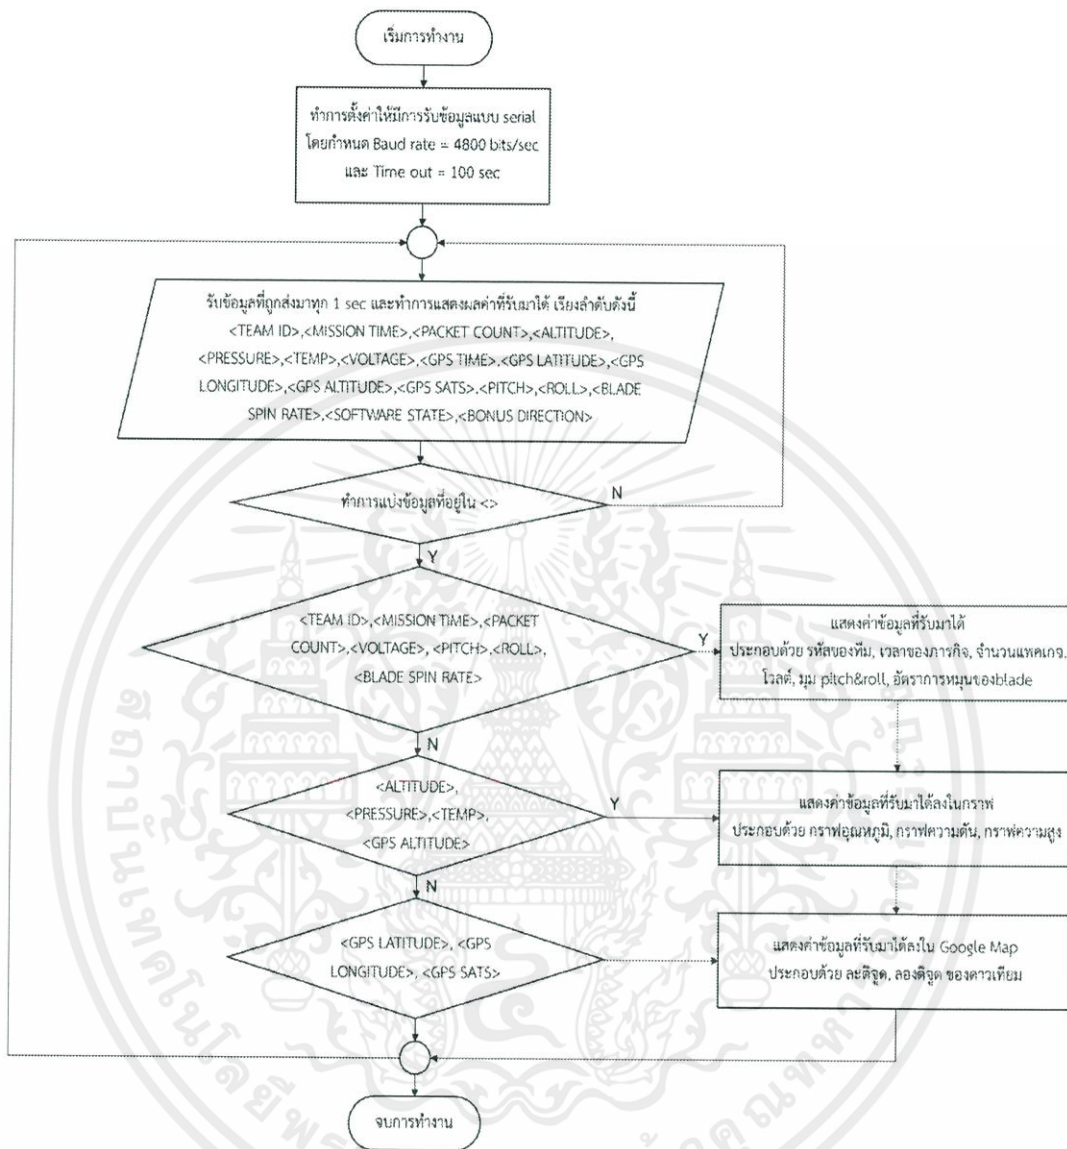 เริ่มการทำงาน
ทำการตั้งค่าให้มีการรับข้อมูลแบบ serial
โดยกำหนด Baud rate = 4800 bits/sec
และ Time out = 100 sec
รับข้อมูลที่ถูกส่งมาทุก 1 sec และทำการแสดงผลค่าที่รับมาได้ เรียงลำดับดังนี้
<TEAM ID>,<MISSION TIME>,<PACKET COUNT>,<ALTITUDE>,
<PRESSURE>,<TEMP>,<VOLTAGE>,<GPS TIME>,<GPS LATITUDE>,<GPS
LONGITUDE>,<GPS ALTITUDE>,<GPS SATS>,<PITCH>,<ROLL>,<BLADE
SPIN RATE>,<SOFTWARE STATE>,<BONUS DIRECTION>
ทำการแบ่งข้อมูลที่อยู่ใน <>
N
Y
<TEAM ID>,<MISSION TIME>,<PACKET
COUNT>,<VOLTAGE>, <PITCH>,<ROLL>,
<BLADE SPIN RATE>
Y
แสดงค่าข้อมูลที่รับมาได้
ประกอบด้วย รหัสของทีม, เวลาของภารกิจ, จำนวนแพคเกจ,
โวลต์, มุม pitch&roll, อัตราการหมุนของblade
N
<ALTITUDE>,
<PRESSURE>,<TEMP>,
<GPS ALTITUDE>
Y
แสดงค่าข้อมูลที่รับมาได้ลงในกราฟ
ประกอบด้วย กราฟอุณหภูมิ, กราฟความดัน, กราฟความสูง
N
<GPS LATITUDE>, <GPS
LONGITUDE>, <GPS SATS>
แสดงค่าข้อมูลที่รับมาได้ลงใน Google Map
ประกอบด้วย ละติจูด, ลองติจูด ของดาวเทียม
จบการทำงาน